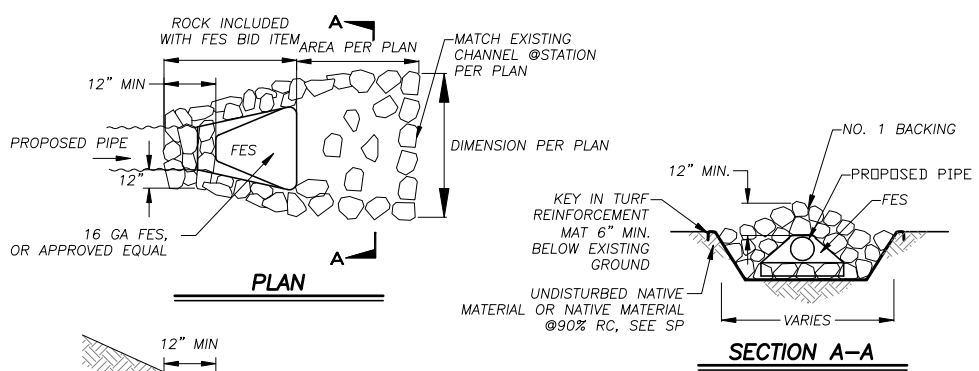 ROCK INCLUDED
WITH FES BID ITEM
A
AREA PER PLAN
MATCH EXISTING
CHANNEL @STATION
PER PLAN
12" MIN
PROPOSED PIPE
FES
DIMENSION PER PLAN
12"
16 GA FES,
OR APPROVED EQUAL
A
PLAN
NO. 1 BACKING
12" MIN.
PROPOSED PIPE
FES
KEY IN TURF
REINFORCEMENT
MAT 6" MIN.
BELOW EXISTING
GROUND
UNDISTURBED NATIVE
MATERIAL OR NATIVE MATERIAL
@90% RC, SEE SP
VARIES
SECTION A-A
12" MIN